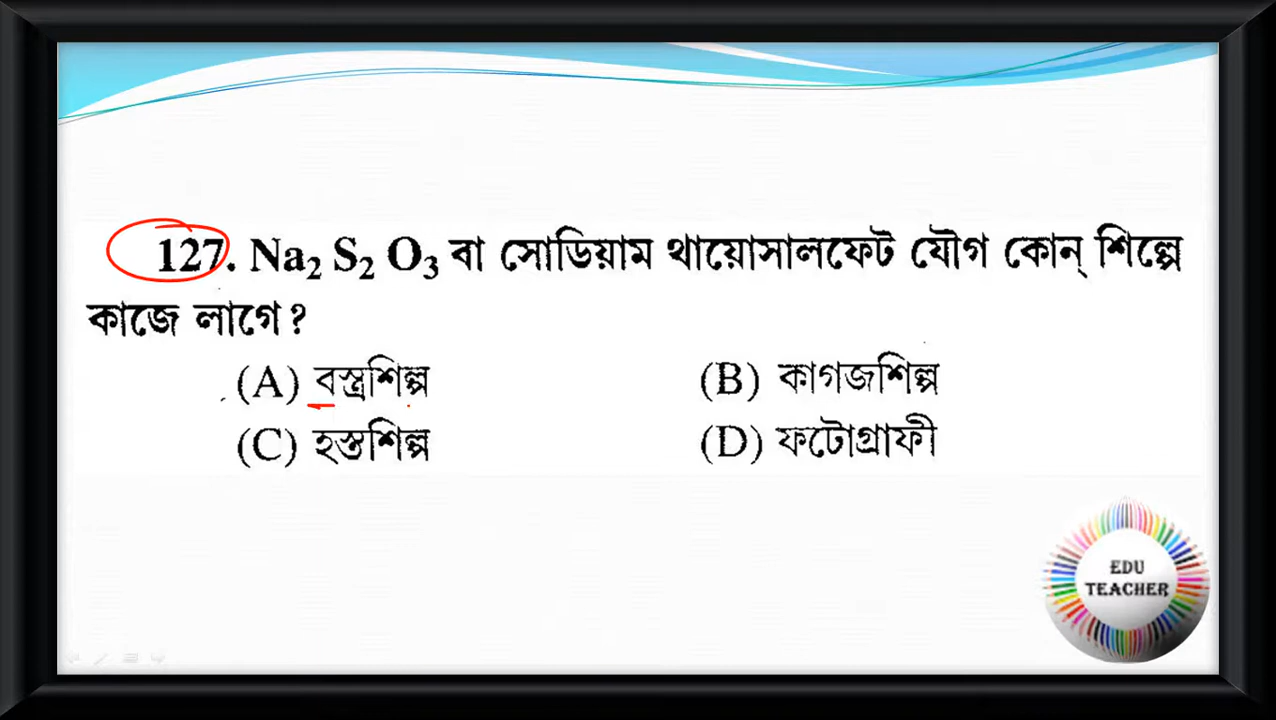 127. Na₂ S₂ O₃ বা সোডিয়াম থায়োসালফেট যৌগ কোন্ শিল্পে
কাজে লাগে?
(A) বস্ত্রশিল্প (B) কাগজশিল্প
(C) হস্তশিল্প (D) ফটোগ্রাফী
EDU
TEACHER